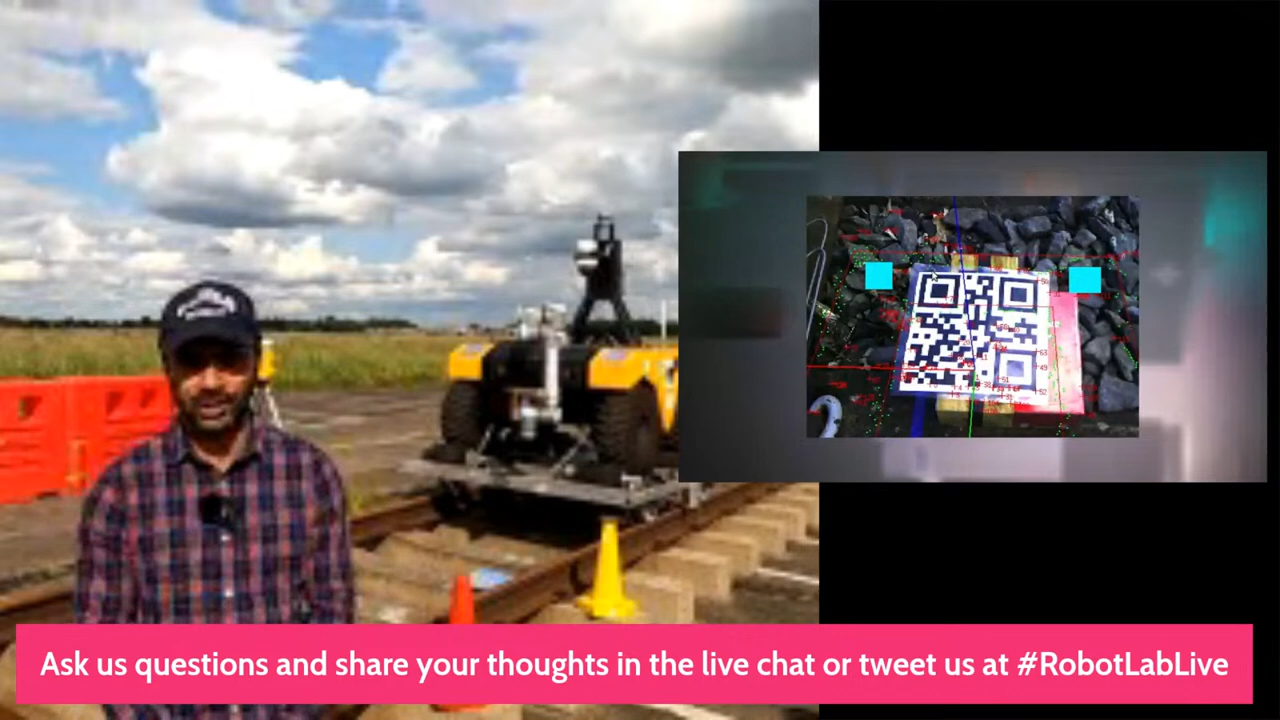 Ask us questions and share your thoughts in the live chat or tweet us at #RobotLabLive